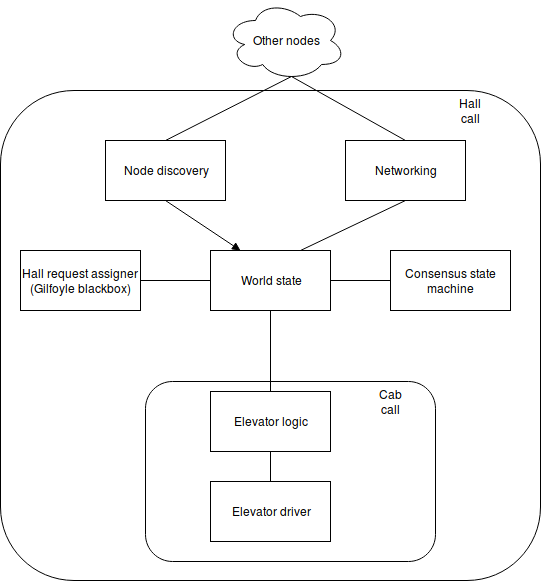 Other nodes
Hall
call
Node discovery
Networking
Hall request assigner
(Gilfoyle blackbox)
World state
Consensus state
machine
Cab
call
Elevator logic
Elevator driver